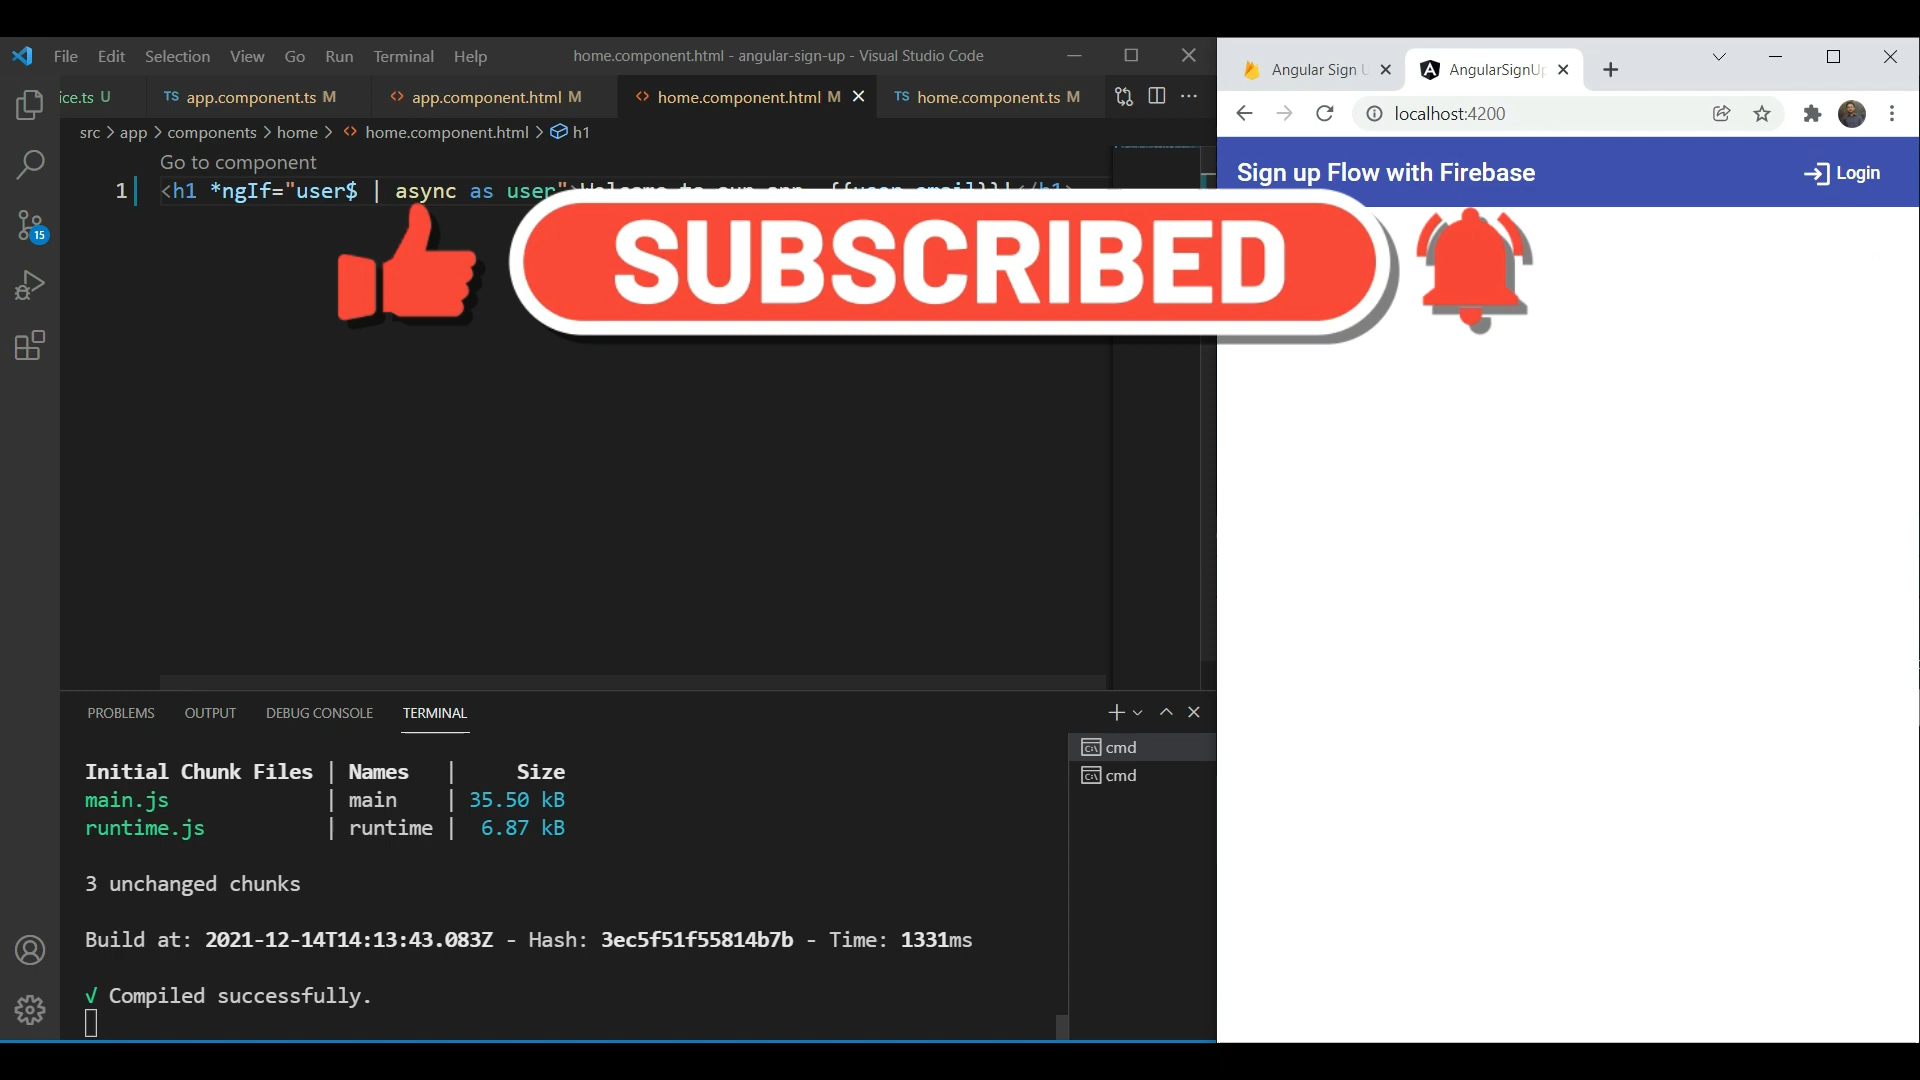 File Edit Selection View Go Run Terminal Help
home.component.html - angular-sign-up - Visual Studio Code
ice.ts U
TS app.component.ts M
<> app.component.html M
<> home.component.html M
TS home.component.ts M
src > app > components > home > <> home.component.html > h1
Go to component
1 <h1 *ngIf="user$ | async as user"
SUBSCRIBED
PROBLEMS OUTPUT DEBUG CONSOLE TERMINAL
Initial Chunk Files | Names | Size
main.js | main | 35.50 kB
runtime.js | runtime | 6.87 kB
3 unchanged chunks
Build at: 2021-12-14T14:13:43.083Z - Hash: 3ec5f51f55814b7b - Time: 1331ms
√ Compiled successfully.
cmd
cmd
15
Angular Sign
AngularSignUp
localhost:4200
Sign up Flow with Firebase
Login